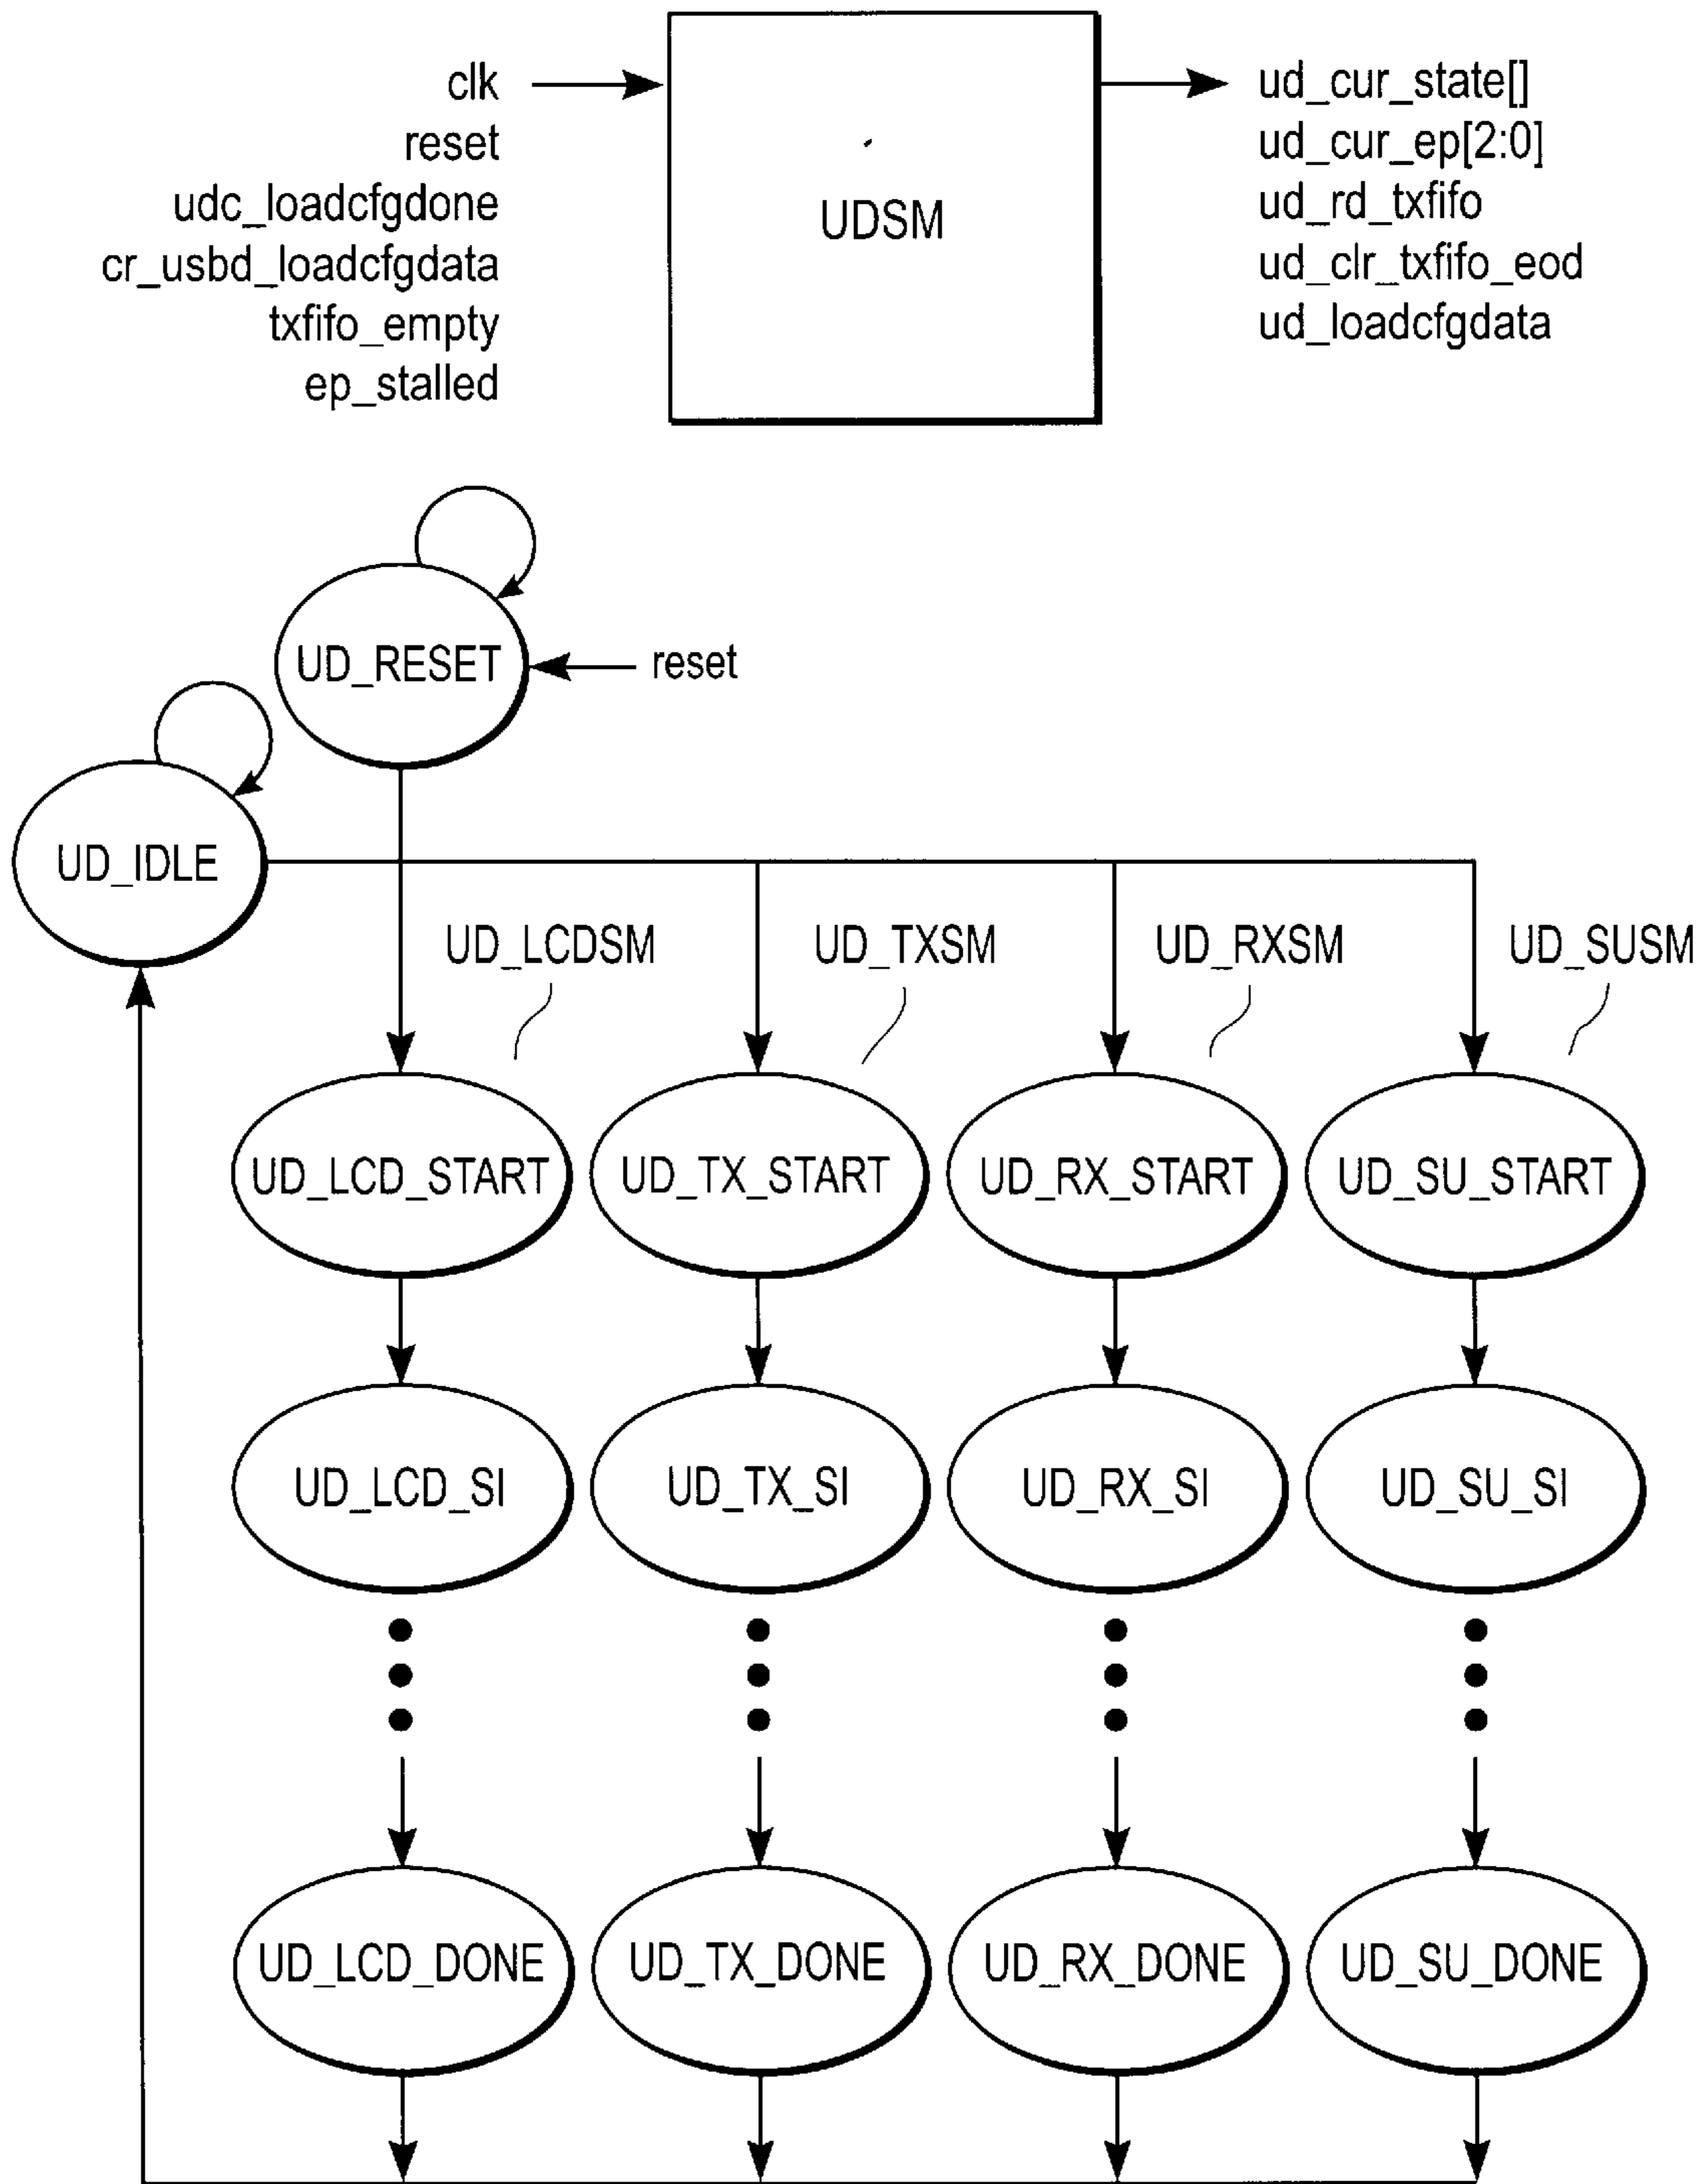 clk
reset
udc_loadcfgdone
cr_usbd_loadcfgdata
txfifo_empty
ep_stalled
UDSM
ud_cur_state[]
ud_cur_ep[2:0]
ud_rd_txfifo
ud_clr_txfifo_eod
ud_loadcfgdata
UD_RESET
reset
UD_IDLE
UD_LCDSM
UD_TXSM
UD_RXSM
UD_SUSM
UD_LCD_START
UD_TX_START
UD_RX_START
UD_SU_START
UD_LCD_SI
UD_TX_SI
UD_RX_SI
UD_SU_SI
UD_LCD_DONE
UD_TX_DONE
UD_RX_DONE
UD_SU_DONE